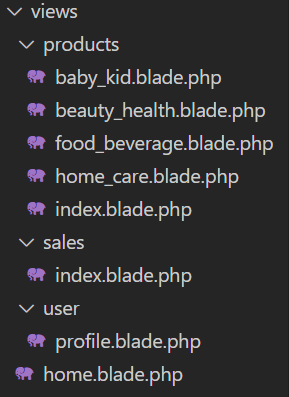 views
products
baby_kid.blade.php
beauty_health.blade.php
food_beverage.blade.php
home_care.blade.php
index.blade.php
sales
index.blade.php
user
profile.blade.php
home.blade.php